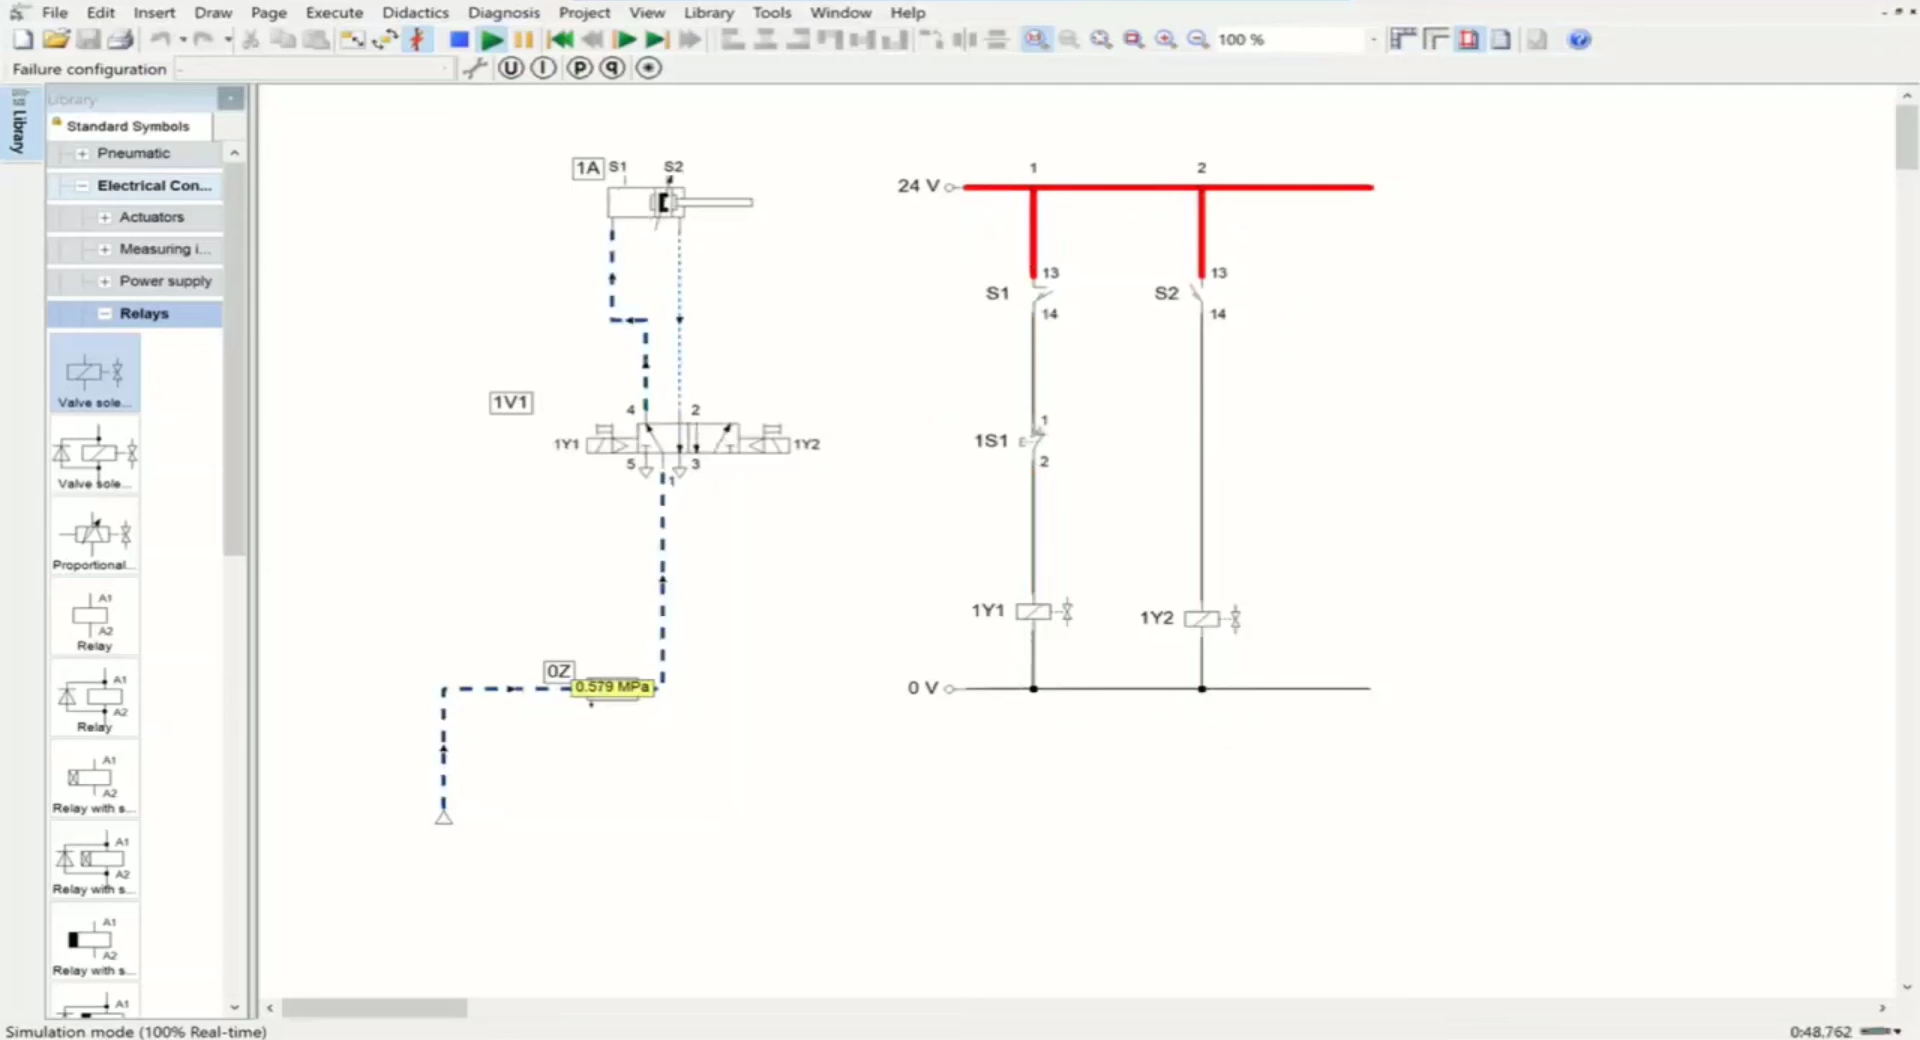 File Edit Insert Draw Page Execute Didactics Diagnosis Project View Library Tools Window Help
100 %
Failure configuration
U I p q
Library
Library
Standard Symbols
Pneumatic
Electrical Con...
Actuators
Measuring i...
Power supply
Relays
Valve sole...
Valve sole...
Proportional...
A1
A2
Relay
A1
A2
Relay
A1
A2
Relay with s...
A1
A2
Relay with s...
A1
A2
Relay with s...
A1
1A S1 S2
1V1
4 2
1Y1 1Y2
5 3
1
0Z
0.579 MPa
1 2
24 V
13 13
S1 S2
14 14
1
1S1
2
1Y1 1Y2
0 V
Simulation mode (100% Real-time)
0:48.762